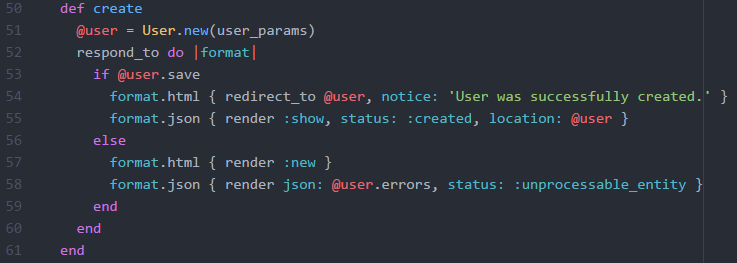 50 def create
51 @user = User.new(user_params)
52 respond_to do |format|
53 if @user.save
54 format.html { redirect_to @user, notice: 'User was successfully created.' }
55 format.json { render :show, status: :created, location: @user }
56 else
57 format.html { render :new }
58 format.json { render json: @user.errors, status: :unprocessable_entity }
59 end
60 end
61 end